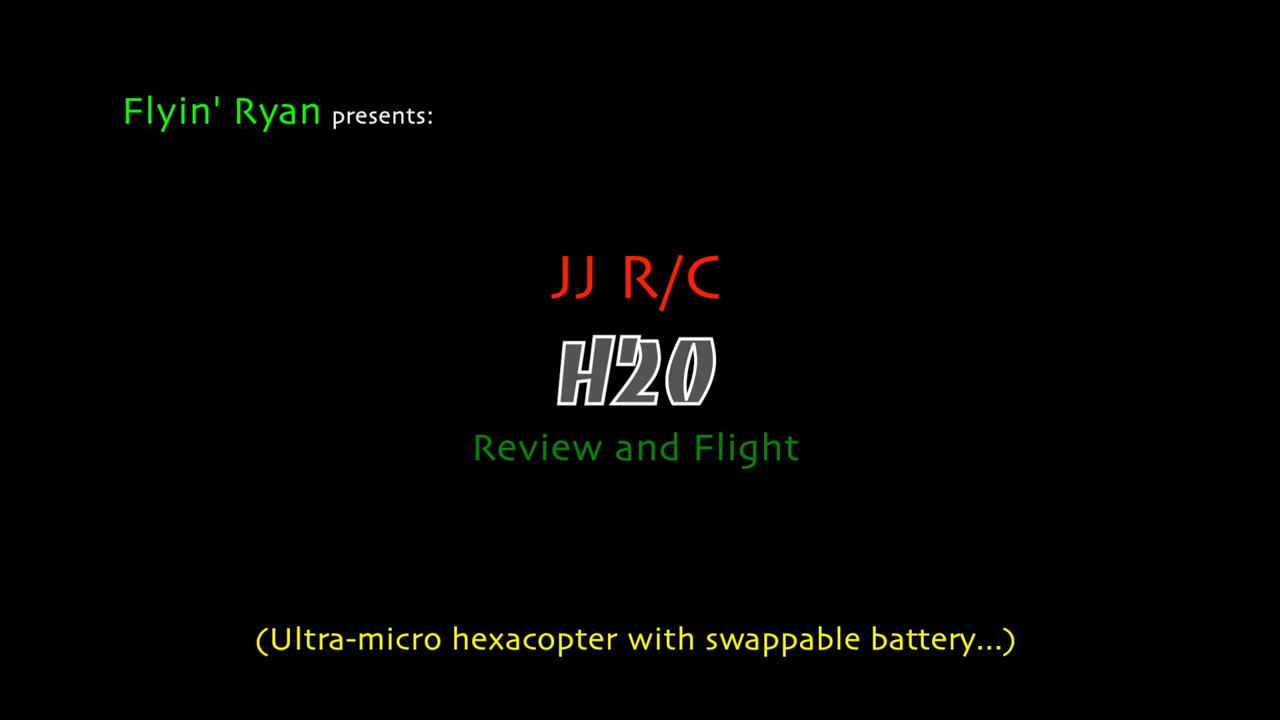 Flyin' Ryan presents:
JJ R/C
H20
Review and Flight
(Ultra-micro hexacopter with swappable battery...)